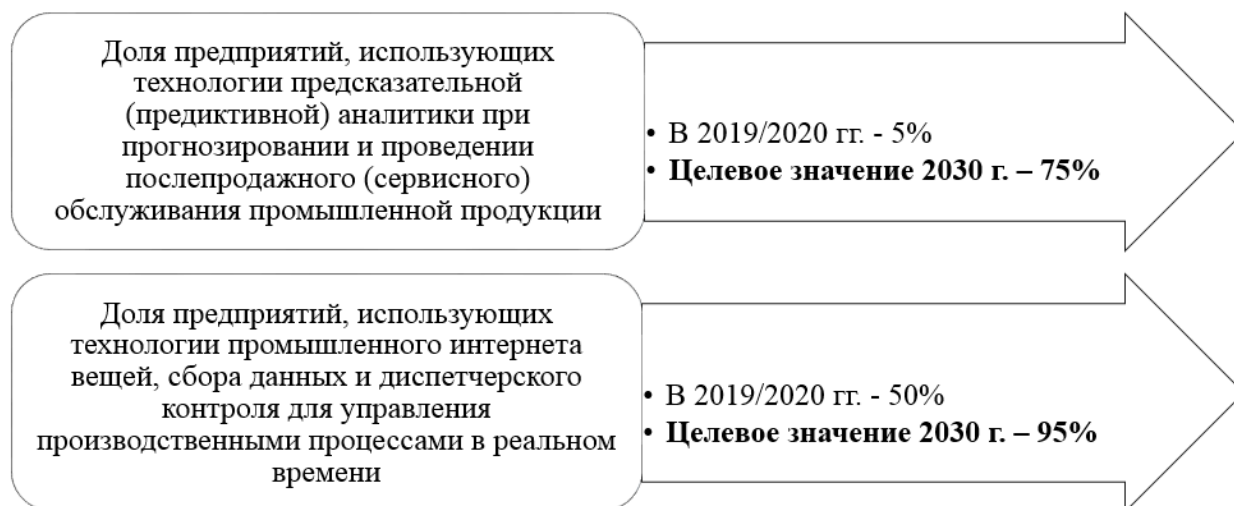 Доля предприятий, использующих
технологии предсказательной
(предиктивной) аналитики при
прогнозировании и проведении
послепродажного (сервисного)
обслуживания промышленной продукции
• В 2019/2020 гг. - 5%
• Целевое значение 2030 г. – 75%
Доля предприятий, использующих
технологии промышленного интернета
вещей, сбора данных и диспетчерского
контроля для управления
производственными процессами в реальном
времени
• В 2019/2020 гг. - 50%
• Целевое значение 2030 г. – 95%